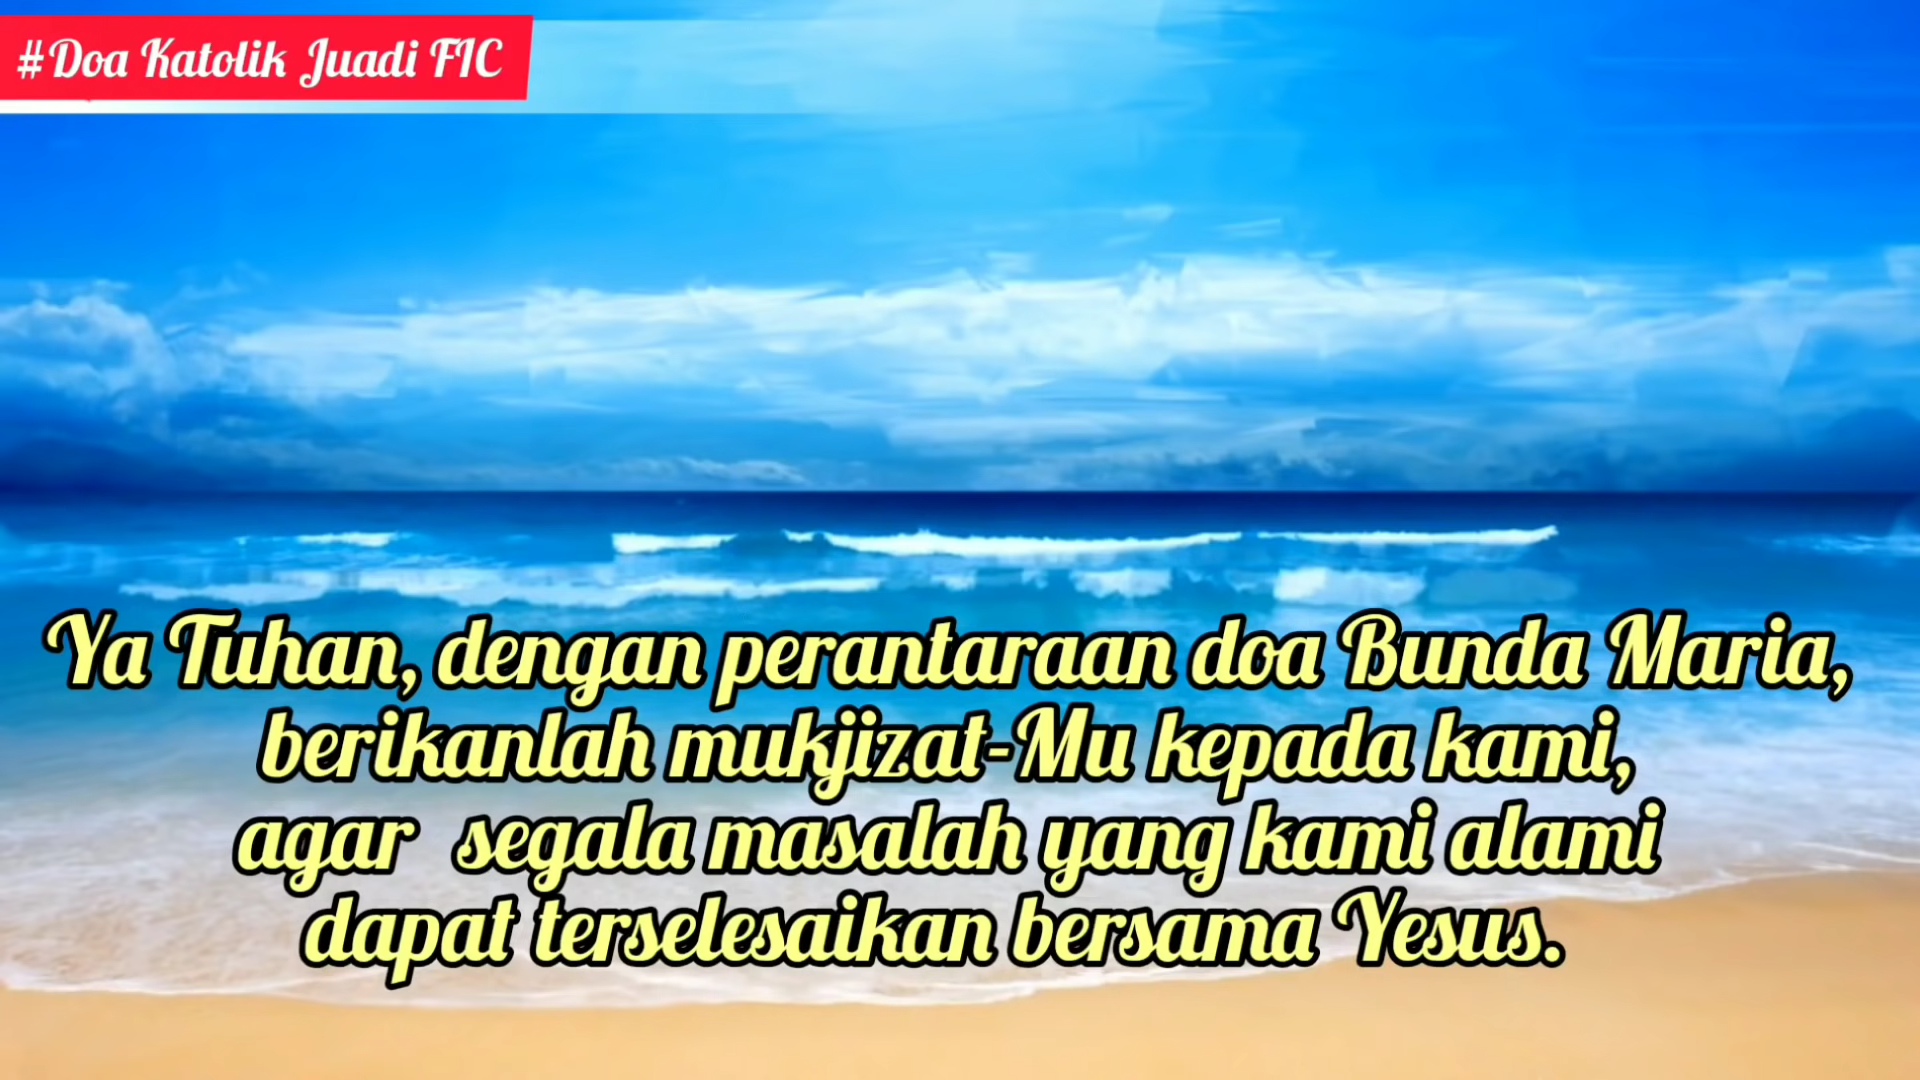 #Doa Katolik Juadi FIC
Ya Tuhan, dengan perantaraan doa Bunda Maria,
berikanlah mukjizat-Mu kepada kami,
agar segala masalah yang kami alami
dapat terselesaikan bersama Yesus.